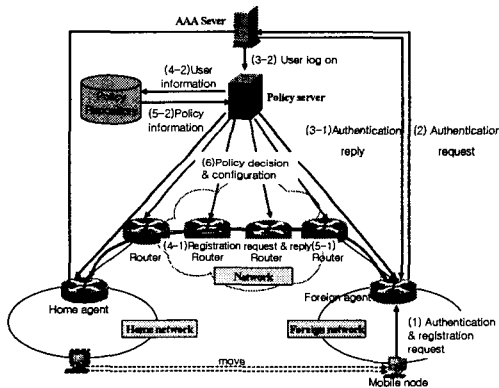 AAA Sever
(3-2) User log on
(4-2)User
information
Policy server
Policy
Repository
(5-2)Policy
information
(3-1)Authentication
reply
(2) Authentication
request
(6)Policy decision
& configuration
(4-1)Registration request & reply(5-1)
Router
Router
Router
Router
Network
Home agent
Foreign agent
Home network
Foreign network
(1) Authentication
& registration
request
move
Mobile node